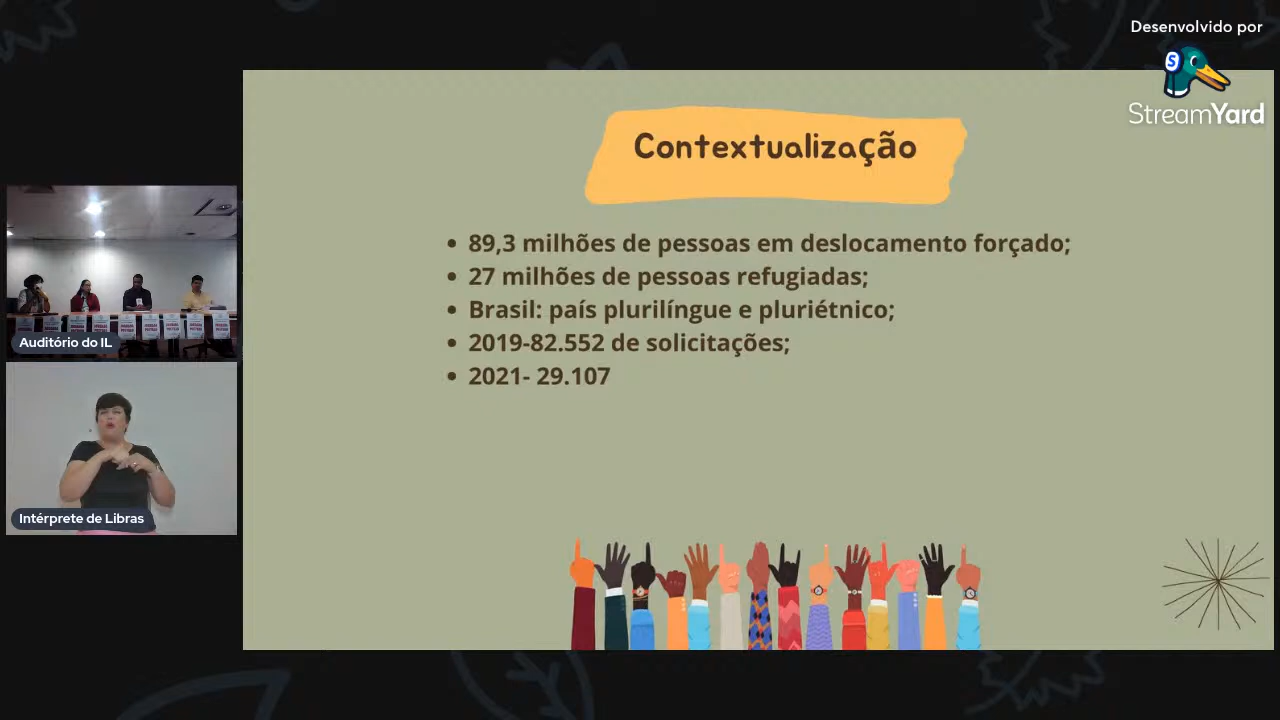 Desenvolvido por
StreamYard
Contextualização
• 89,3 milhões de pessoas em deslocamento forçado;
• 27 milhões de pessoas refugiadas;
• Brasil: país plurilíngue e pluriétnico;
• 2019-82.552 de solicitações;
• 2021- 29.107
Auditório do IL
Intérprete de Libras